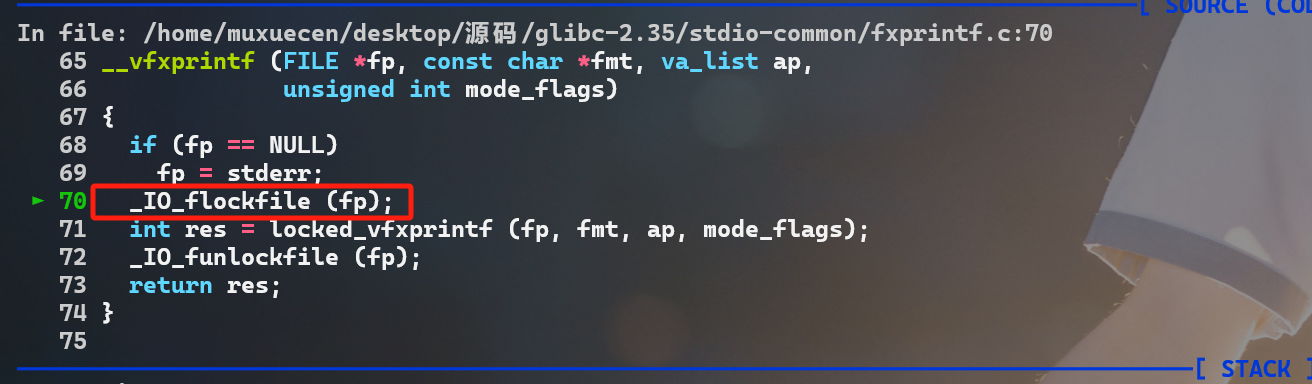 [ SOURCE (COD
In file: /home/muxuecen/desktop/源码/glibc-2.35/stdio-common/fxprintf.c:70
65 __vfxprintf (FILE *fp, const char *fmt, va_list ap,
66              unsigned int mode_flags)
67 {
68   if (fp == NULL)
69     fp = stderr;
► 70   _IO_flockfile (fp);
71   int res = locked_vfxprintf (fp, fmt, ap, mode_flags);
72   _IO_funlockfile (fp);
73   return res;
74 }
75
[ STACK ]